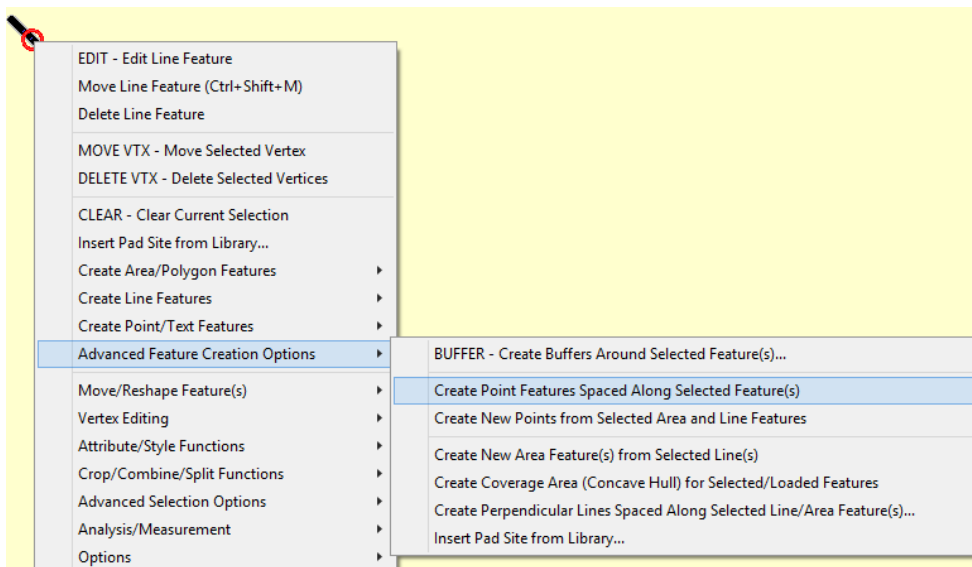 EDIT - Edit Line Feature
Move Line Feature (Ctrl+Shift+M)
Delete Line Feature
MOVE VTX - Move Selected Vertex
DELETE VTX - Delete Selected Vertices
CLEAR - Clear Current Selection
Insert Pad Site from Library...
Create Area/Polygon Features
Create Line Features
Create Point/Text Features
Advanced Feature Creation Options
Move/Reshape Feature(s)
Vertex Editing
Attribute/Style Functions
Crop/Combine/Split Functions
Advanced Selection Options
Analysis/Measurement
Options
BUFFER - Create Buffers Around Selected Feature(s)...
Create Point Features Spaced Along Selected Feature(s)
Create New Points from Selected Area and Line Features
Create New Area Feature(s) from Selected Line(s)
Create Coverage Area (Concave Hull) for Selected/Loaded Features
Create Perpendicular Lines Spaced Along Selected Line/Area Feature(s)...
Insert Pad Site from Library...